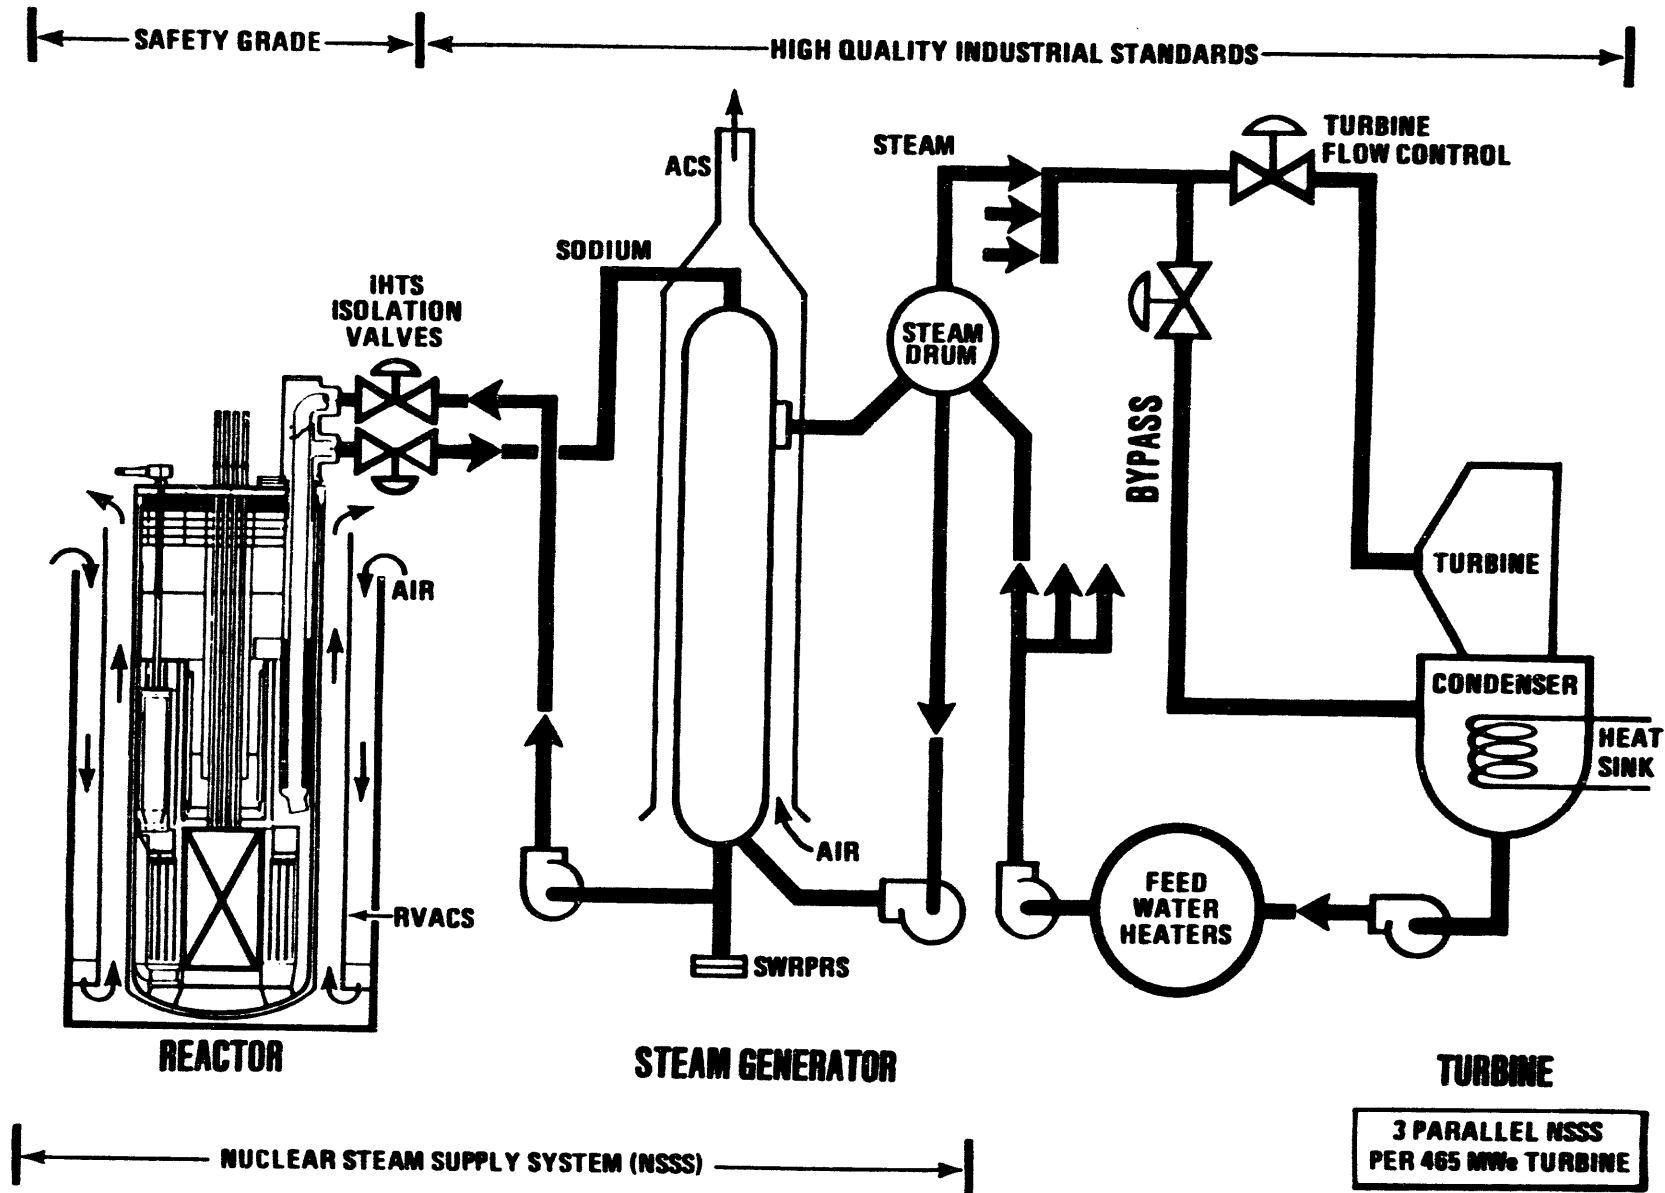 SAFETY GRADE
HIGH QUALITY INDUSTRIAL STANDARDS
ACS
STEAM
TURBINE
FLOW CONTROL
SODIUM
IHTS
ISOLATION
VALVES
STEAM
DRUM
BYPASS
AIR
TURBINE
CONDENSER
HEAT
SINK
AIR
RVACS
FEED
WATER
HEATERS
SWRPRS
REACTOR
STEAM GENERATOR
TURBINE
NUCLEAR STEAM SUPPLY SYSTEM (NSSS)
3 PARALLEL NSSS
PER 465 MWe TURBINE